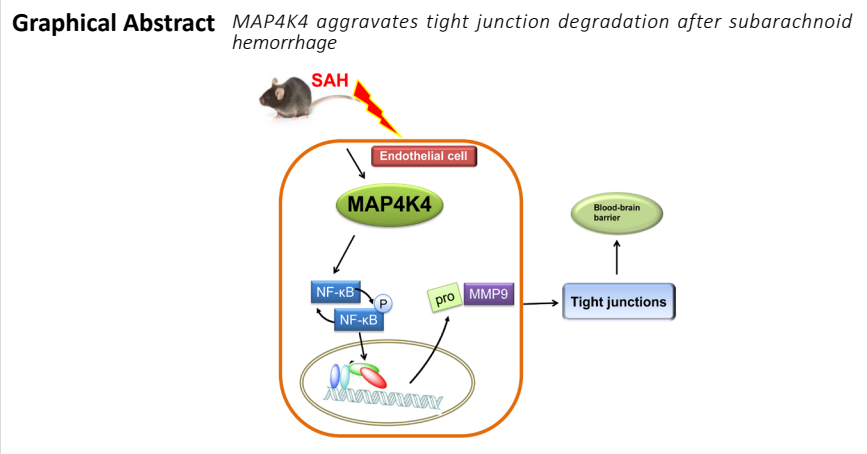 Graphical Abstract
MAP4K4 aggravates tight junction degradation after subarachnoid
hemorrhage
SAH
Endothelial cell
MAP4K4
Blood-brain
barrier
NF-κB
P
NF-κB
pro
MMP9
Tight junctions